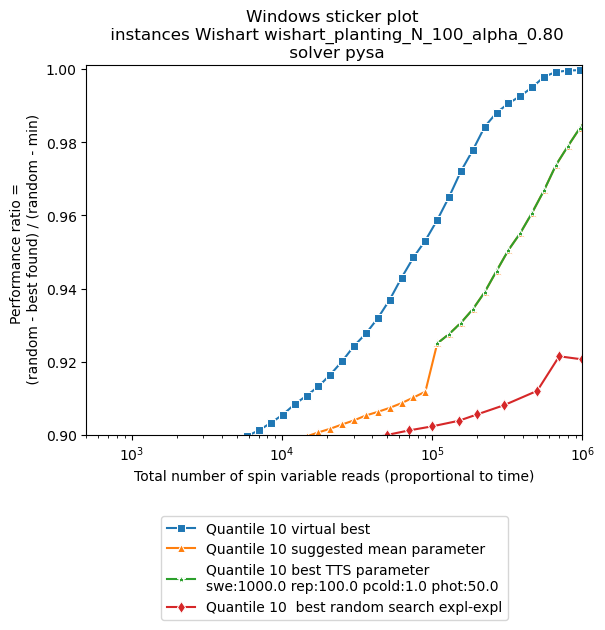 Windows sticker plot
instances Wishart wishart_planting_N_100_alpha_0.80
solver pysa
Performance ratio =
(random - best found) / (random - min)
1.00
0.98
0.96
0.94
0.92
0.90
10³
10⁴
10⁵
10⁶
Total number of spin variable reads (proportional to time)
Quantile 10 virtual best
Quantile 10 suggested mean parameter
Quantile 10 best TTS parameter
swe:1000.0 rep:100.0 pcold:1.0 phot:50.0
Quantile 10  best random search expl-expl